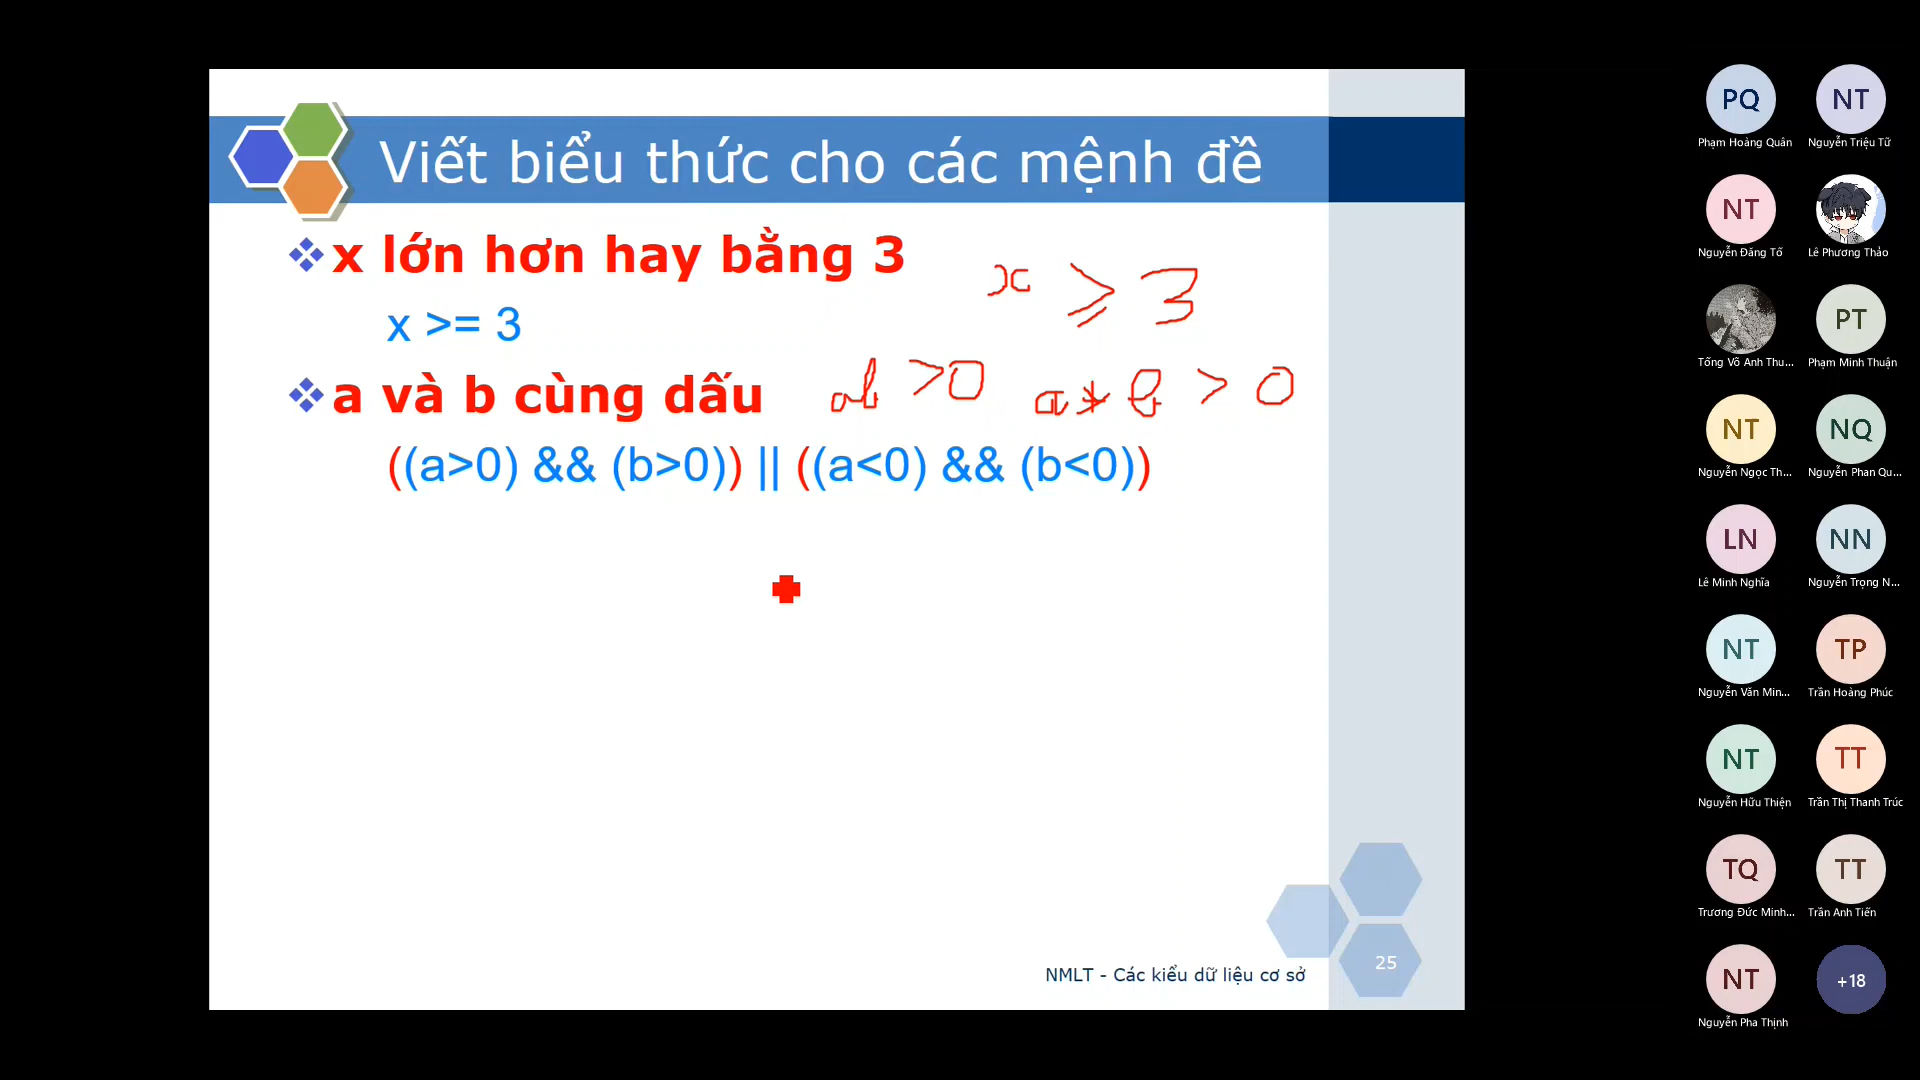 Viết biểu thức cho các mệnh đề
x lớn hơn hay bằng 3
x ⩾ 3
x >= 3
a và b cùng dấu
ab >0
a * b > 0
((a>0) && (b>0)) || ((a<0) && (b<0))
NMLT - Các kiểu dữ liệu cơ sở
25
PQ
Phạm Hoàng Quân
NT
Nguyễn Triệu Tử
NT
Nguyễn Đăng Tố
Lê Phương Thảo
Tống Võ Anh Thu...
PT
Phạm Minh Thuận
NT
Nguyễn Ngọc Th...
NQ
Nguyễn Phan Qu...
LN
Lê Minh Nghĩa
NN
Nguyễn Trọng N...
NT
Nguyễn Văn Min...
TP
Trần Hoàng Phúc
NT
Nguyễn Hữu Thiện
TT
Trần Thị Thanh Trúc
TQ
Trương Đức Minh...
TT
Trần Anh Tiến
NT
Nguyễn Pha Thịnh
+18